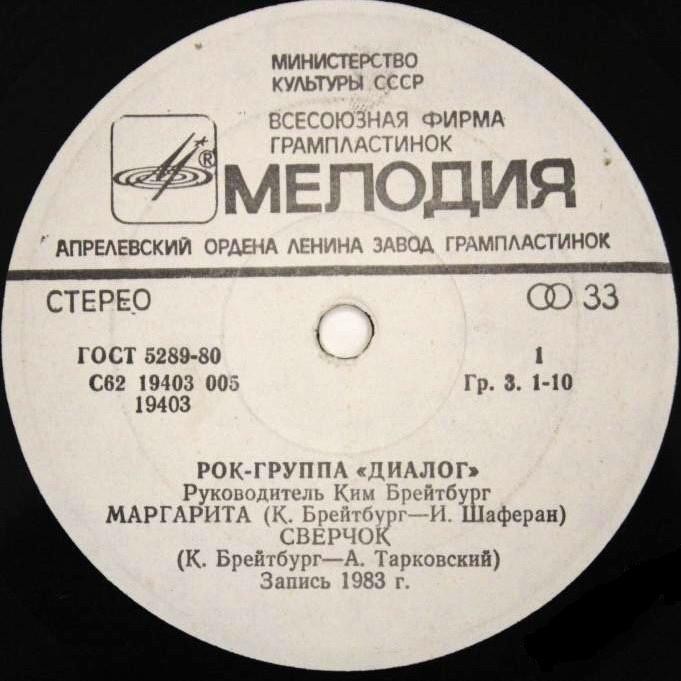 МИНИСТЕРСТВО
КУЛЬТУРЫ СССР
ВСЕСОЮЗНАЯ ФИРМА
ГРАМПЛАСТИНОК
®
МЕЛОДИЯ
АПРЕЛЕВСКИЙ ОРДЕНА ЛЕНИНА ЗАВОД ГРАМПЛАСТИНОК
СТЕРЕО 33
ГОСТ 5289-80 1
С62 19403 005 Гр. 3. 1-10
19403
РОК-ГРУППА «ДИАЛОГ»
Руководитель Ким Брейтбург
МАРГАРИТА (К. Брейтбург—И. Шаферан)
СВЕРЧОК
(К. Брейтбург—А. Тарковский)
Запись 1983 г.